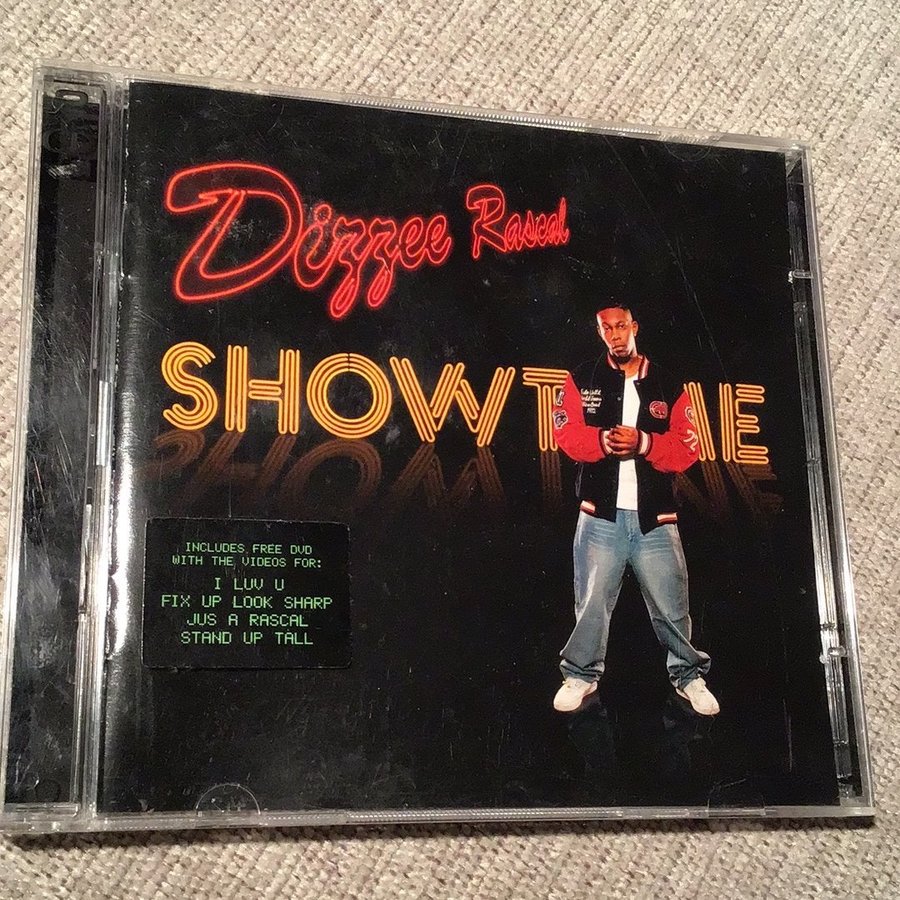 Dizzee Rascal
SHOWTIME
INCLUDES FREE DVD
WITH THE VIDEOS FOR:
I LUV U
FIX UP LOOK SHARP
JUS A RASCAL
STAND UP TALL